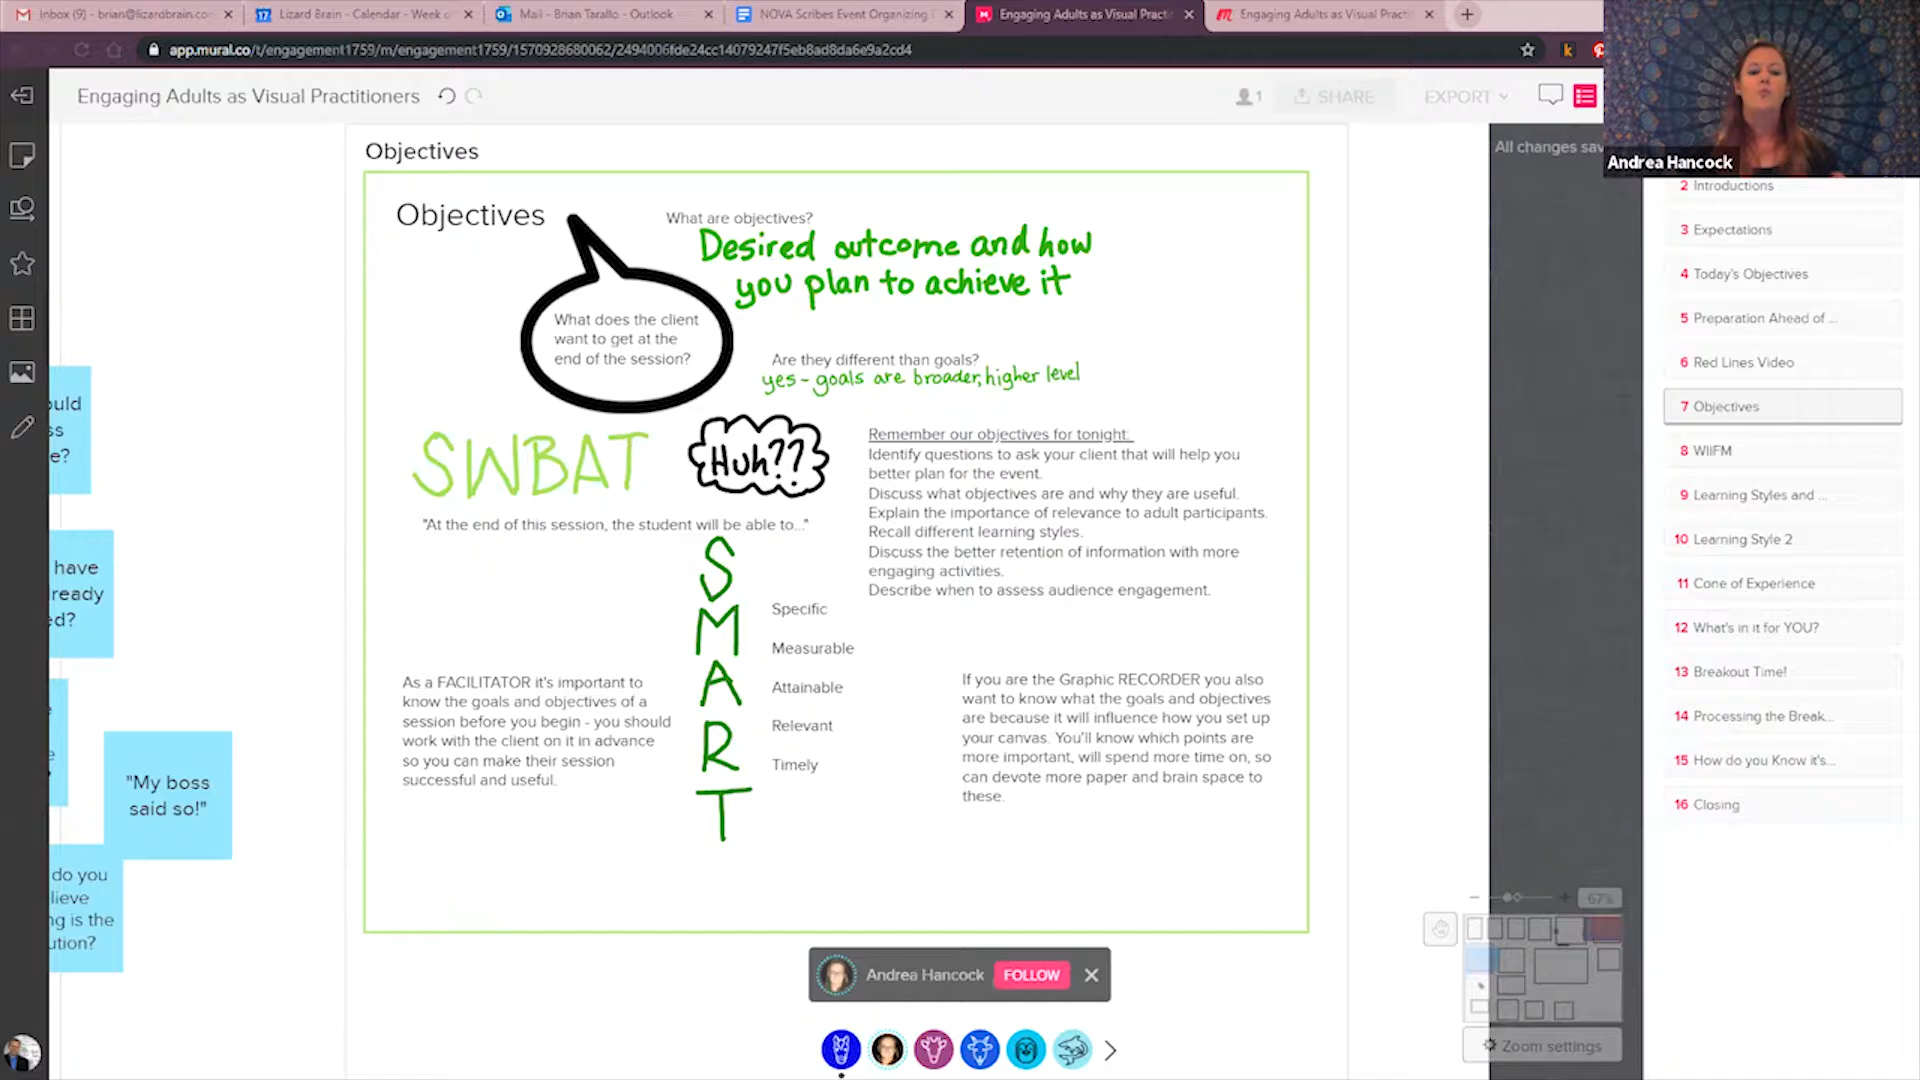 Inbox (9) - brian@lizardbrain.co
Lizard Brain - Calendar - Week o
Mail - Brian Tarallo - Outlook
NOVA Scribes Event Organizing
Engaging Adults as Visual Practi
Engaging Adults as Visual Practi
app.mural.co/t/engagement1759/m/engagement1759/1570928680062/2494006fde24cc14079247f5eb8ad8da6e9a2cd4
Engaging Adults as Visual Practitioners
1
SHARE
EXPORT
All changes sav
Andrea Hancock
Objectives
Objectives
What are objectives?
Desired outcome and how
you plan to achieve it
What does the client
want to get at the
end of the session?
Are they different than goals?
yes - goals are broader, higher level
SWBAT
Huh??
"At the end of this session, the student will be able to..."
Remember our objectives for tonight:
Identify questions to ask your client that will help you
better plan for the event.
Discuss what objectives are and why they are useful.
Explain the importance of relevance to adult participants.
Recall different learning styles.
Discuss the better retention of information with more
engaging activities.
Describe when to assess audience engagement.
S
M
A
R
T
Specific
Measurable
Attainable
Relevant
Timely
As a FACILITATOR it's important to
know the goals and objectives of a
session before you begin - you should
work with the client on it in advance
so you can make their session
successful and useful.
If you are the Graphic RECORDER you also
want to know what the goals and objectives
are because it will influence how you set up
your canvas. You'll know which points are
more important, will spend more time on, so
can devote more paper and brain space to
these.
ould
ss
e?
have
ready
d?
e
e
"My boss
said so!"
do you
lieve
ng is the
ution?
2 Introductions
3 Expectations
4 Today's Objectives
5 Preparation Ahead of ...
6 Red Lines Video
7 Objectives
8 WIIFM
9 Learning Styles and ...
10 Learning Style 2
11 Cone of Experience
12 What's in it for YOU?
13 Breakout Time!
14 Processing the Break...
15 How do you Know it's...
16 Closing
67%
Zoom settings
Andrea Hancock
FOLLOW